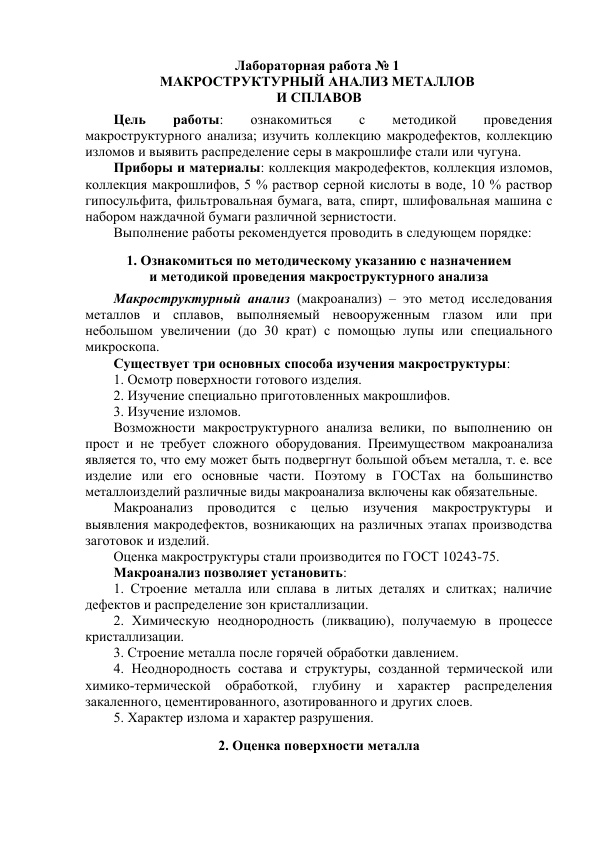 Лабораторная работа № 1
МАКРОСТРУКТУРНЫЙ АНАЛИЗ МЕТАЛЛОВ
И СПЛАВОВ
Цель работы: ознакомиться с методикой проведения
макроструктурного анализа; изучить коллекцию макродефектов, коллекцию
изломов и выявить распределение серы в макрошлифе стали или чугуна.
Приборы и материалы: коллекция макродефектов, коллекция изломов,
коллекция макрошлифов, 5 % раствор серной кислоты в воде, 10 % раствор
гипосульфита, фильтровальная бумага, вата, спирт, шлифовальная машина с
набором наждачной бумаги различной зернистости.
Выполнение работы рекомендуется проводить в следующем порядке:
1. Ознакомиться по методическому указанию с назначением
и методикой проведения макроструктурного анализа
Макроструктурный анализ (макроанализ) – это метод исследования
металлов и сплавов, выполняемый невооруженным глазом или при
небольшом увеличении (до 30 крат) с помощью лупы или специального
микроскопа.
Существует три основных способа изучения макроструктуры:
1. Осмотр поверхности готового изделия.
2. Изучение специально приготовленных макрошлифов.
3. Изучение изломов.
Возможности макроструктурного анализа велики, по выполнению он
прост и не требует сложного оборудования. Преимуществом макроанализа
является то, что ему может быть подвергнут большой объем металла, т. е. все
изделие или его основные части. Поэтому в ГОСТах на большинство
металлоизделий различные виды макроанализа включены как обязательные.
Макроанализ проводится с целью изучения макроструктуры и
выявления макродефектов, возникающих на различных этапах производства
заготовок и изделий.
Оценка макроструктуры стали производится по ГОСТ 10243-75.
Макроанализ позволяет установить:
1. Строение металла или сплава в литых деталях и слитках; наличие
дефектов и распределение зон кристаллизации.
2. Химическую неоднородность (ликвацию), получаемую в процессе
кристаллизации.
3. Строение металла после горячей обработки давлением.
4. Неоднородность состава и структуры, созданной термической или
химико-термической обработкой, глубину и характер распределения
закаленного, цементированного, азотированного и других слоев.
5. Характер излома и характер разрушения.
2. Оценка поверхности металла